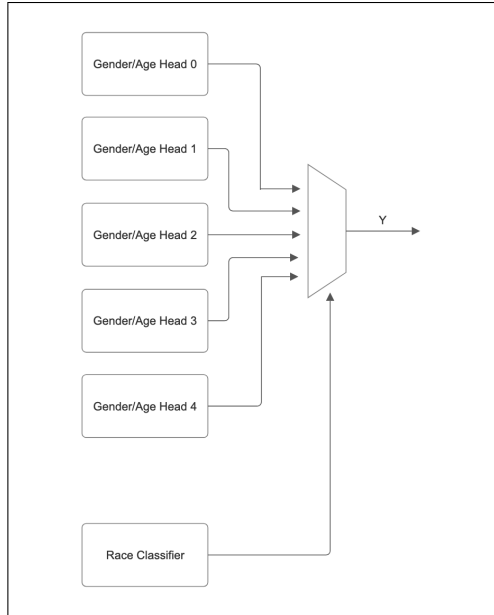 Gender/Age Head 0
Gender/Age Head 1
Gender/Age Head 2
Gender/Age Head 3
Gender/Age Head 4
Y
Race Classifier